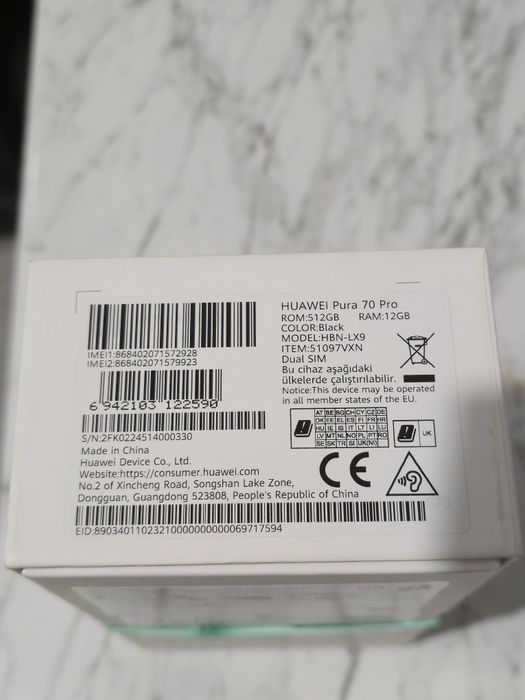 HUAWEI Pura 70 Pro
ROM:512GB RAM:12GB
COLOR:Black
MODEL:HBN-LX9
ITEM:51097VXN
Dual SIM
Bu cihaz aşağıdaki
ülkelerde çalıştırılabilir.
Notice:This device may be operated
in all member states of the EU.
IMEI1:868402071572928
IMEI2:868402071579923
6 942103 122590
S/N:2FK0224514000330
Made in China
Huawei Device Co., Ltd.
Website:https://consumer.huawei.com
No.2 of Xincheng Road, Songshan Lake Zone,
Dongguan, Guangdong 523808, People's Republic of China
AT BE BG CH CY CZ DE
DK EE EL ES FI FR HR
HU IE IS IT LT LI LU
LV MT NL NO PL PT RO
SE SK TR SI UK(NI)
UK
CE
EID:89034011023210000000000069717594